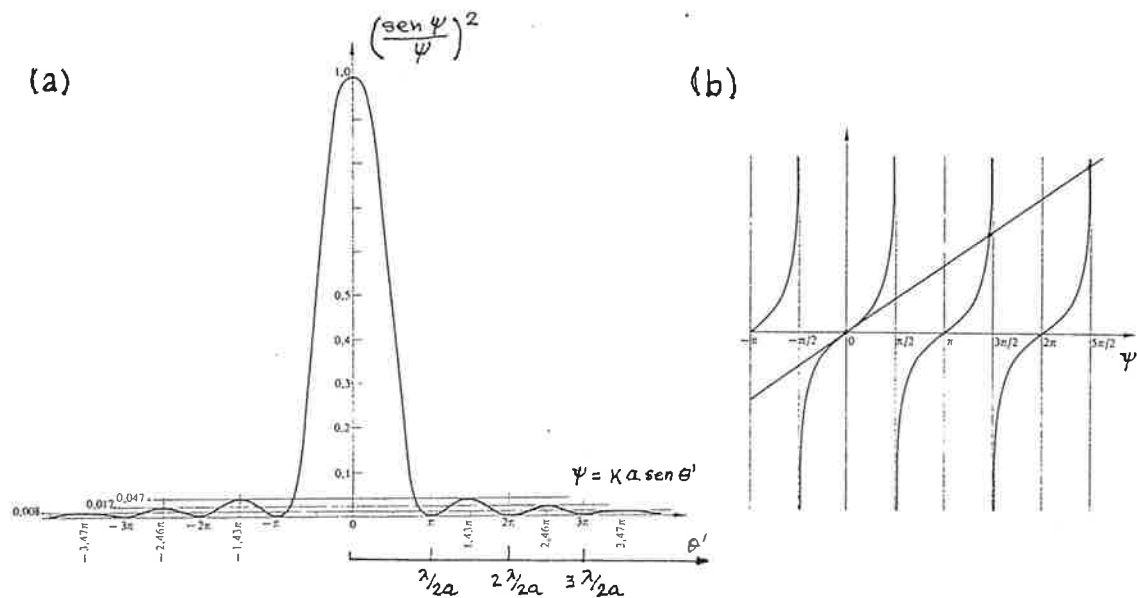 (sen ψ / ψ)²
(a)
1,0
0,5
0,4
0,3
0,2
0,1
ψ = K a sen θ'
0,047
0,017
0,008
−3π −2π −π 0 π 2π 3π
−3,47π −2,46π −1,43π 1,43π 2,46π 3,47π
θ'
λ/2a 2λ/2a 3λ/2a
(b)
−π −π/2 0 π/2 π 3π/2 2π 5π/2
ψ